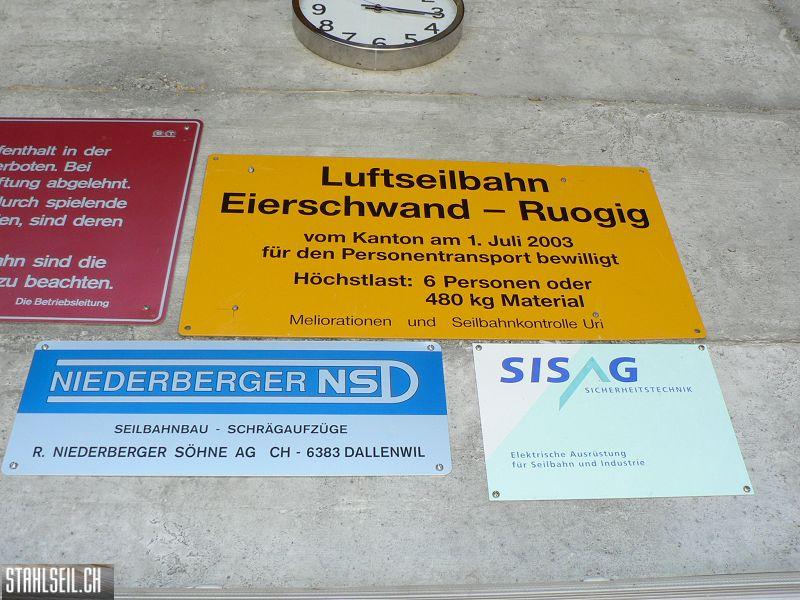 8 7 6 5 4 3
fenthalt in der
erboten. Bei
ftung abgelehnt.
durch spielende
en, sind deren
ahn sind die
zu beachten.
Die Betriebsleitung
Luftseilbahn
Eierschwand – Ruogig
vom Kanton am 1. Juli 2003
für den Personentransport bewilligt
Höchstlast: 6 Personen oder
480 kg Material
Meliorationen und Seilbahnkontrolle Uri
NIEDERBERGER NSD
SEILBAHNBAU - SCHRÄGAUFZÜGE
R. NIEDERBERGER SÖHNE AG CH - 6383 DALLENWIL
SISAG
SICHERHEITSTECHNIK
Elektrische Ausrüstung
für Seilbahn und Industrie
STAHLSEIL.CH